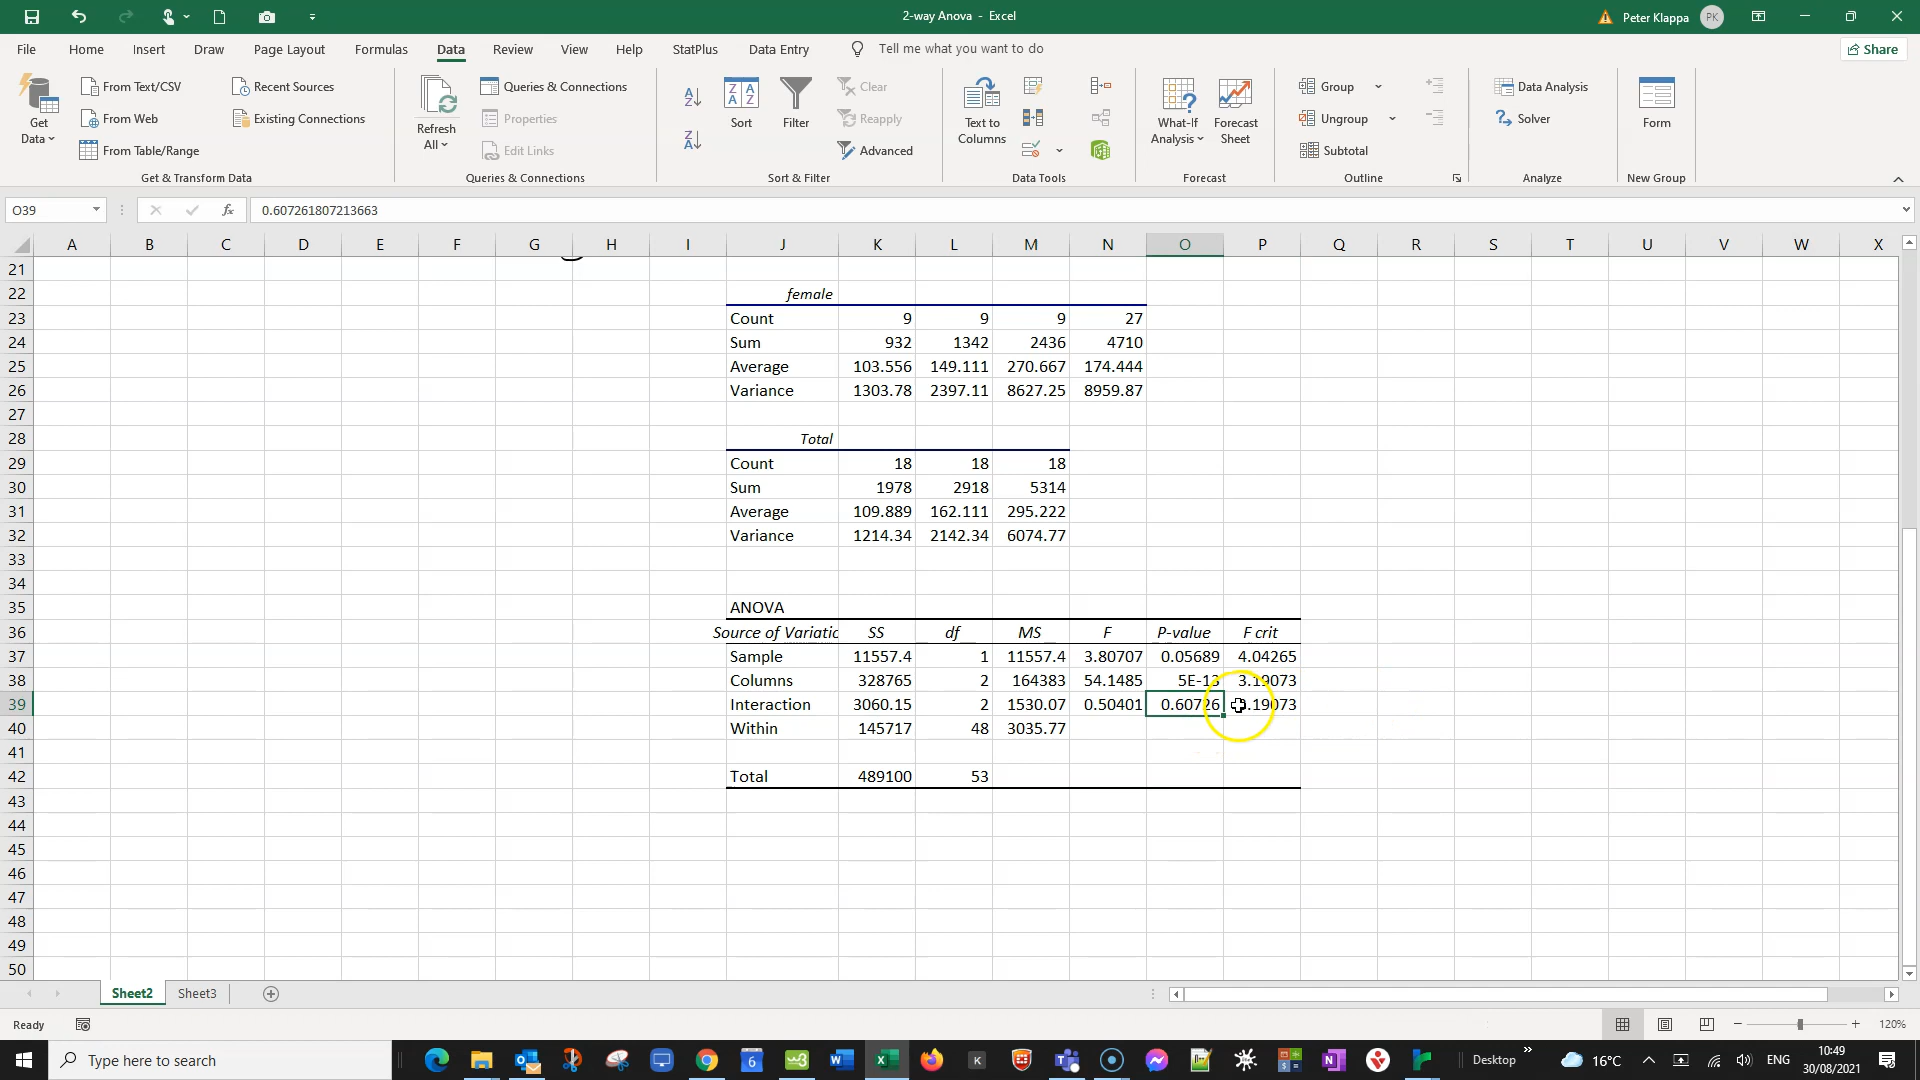 2-way Anova - Excel
Peter Klappa PK
File Home Insert Draw Page Layout Formulas Data Review View Help StatPlus Data Entry Tell me what you want to do Share
Get Data
From Text/CSV
From Web
From Table/Range
Recent Sources
Existing Connections
Get & Transform Data
Refresh All
Queries & Connections
Properties
Edit Links
Queries & Connections
Sort
Filter
Clear
Reapply
Advanced
Sort & Filter
Text to Columns
Data Tools
What-If Analysis
Forecast Sheet
Forecast
Group
Ungroup
Subtotal
Outline
Data Analysis
Solver
Analyze
Form
New Group
O39 fx 0.607261807213663
A B C D E F G H I J K L M N O P Q R S T U V W X
21
22 female
23 Count 9 9 9 27
24 Sum 932 1342 2436 4710
25 Average 103.556 149.111 270.667 174.444
26 Variance 1303.78 2397.11 8627.25 8959.87
27
28 Total
29 Count 18 18 18
30 Sum 1978 2918 5314
31 Average 109.889 162.111 295.222
32 Variance 1214.34 2142.34 6074.77
33
34
35 ANOVA
36 Source of Variatic SS df MS F P-value F crit
37 Sample 11557.4 1 11557.4 3.80707 0.05689 4.04265
38 Columns 328765 2 164383 54.1485 5E-13 3.19073
39 Interaction 3060.15 2 1530.07 0.50401 0.60726 3.19073
40 Within 145717 48 3035.77
41
42 Total 489100 53
43
44
45
46
47
48
49
50
Sheet2 Sheet3
Ready 120%
Type here to search Desktop 16°C ENG 10:49
30/08/2021